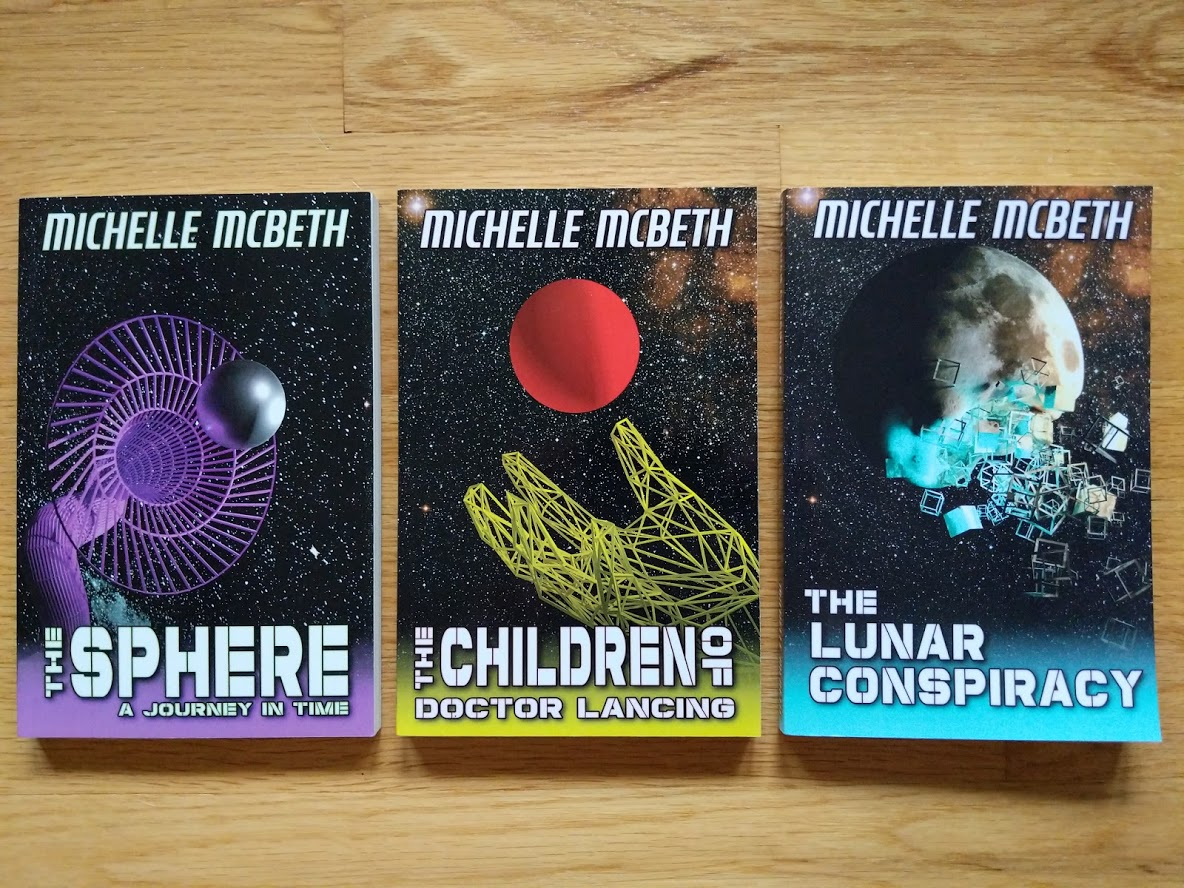 MICHELLE MCBETH
THE SPHERE
A JOURNEY IN TIME
MICHELLE MCBETH
THE CHILDREN OF
DOCTOR LANCING
MICHELLE MCBETH
THE
LUNAR
CONSPIRACY